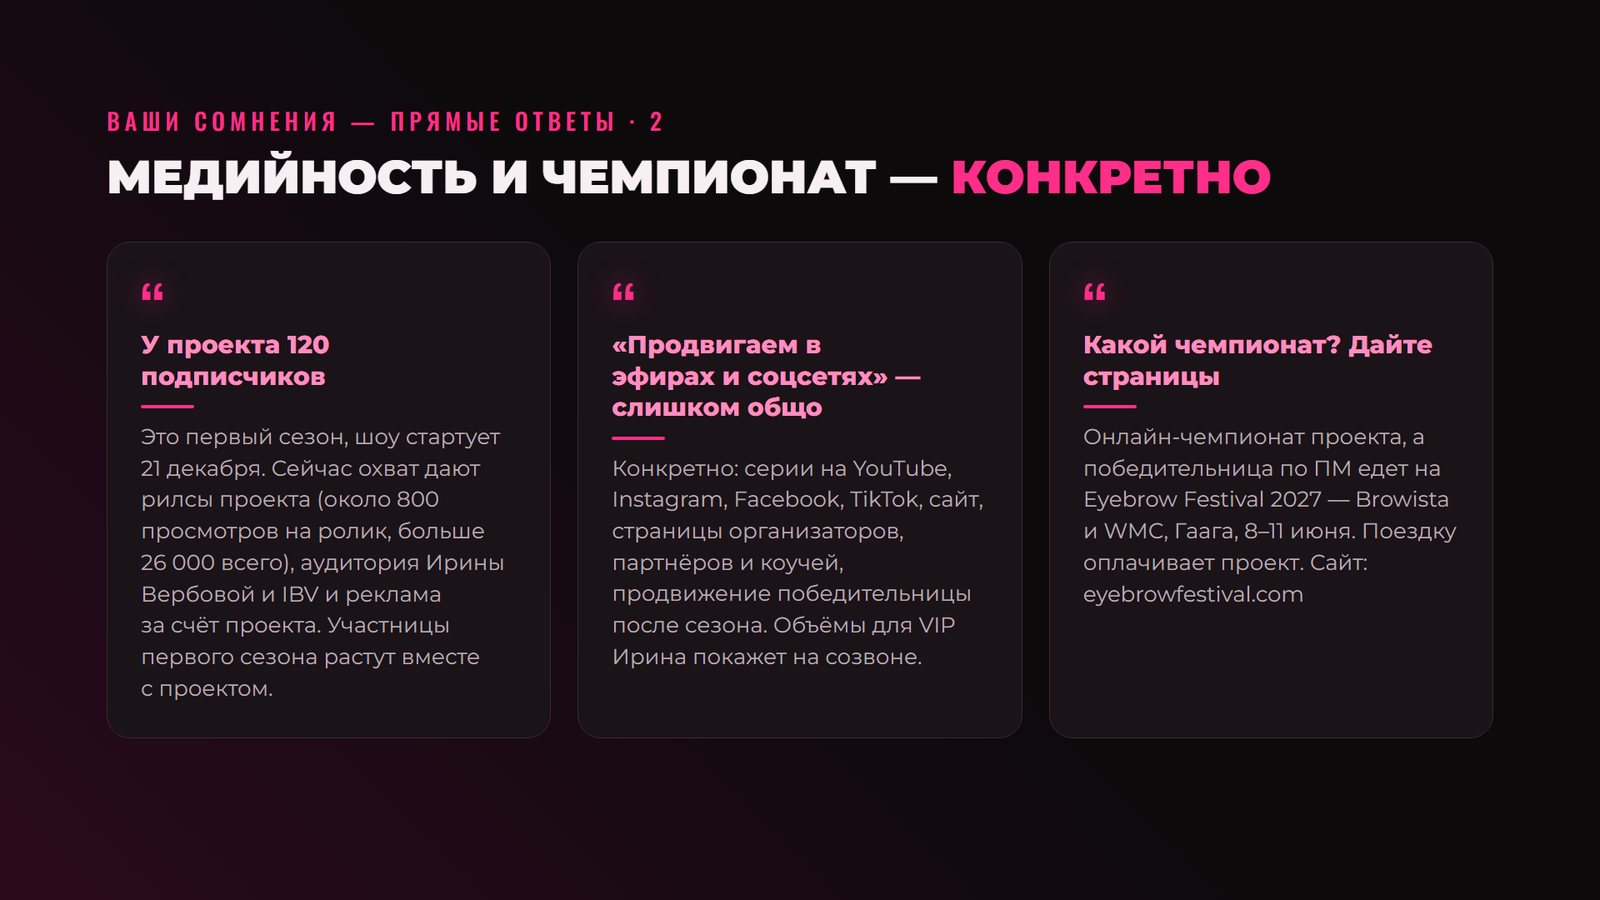 ВАШИ СОМНЕНИЯ — ПРЯМЫЕ ОТВЕТЫ · 2
МЕДИЙНОСТЬ И ЧЕМПИОНАТ — КОНКРЕТНО
“
У проекта 120
подписчиков
Это первый сезон, шоу стартует
21 декабря. Сейчас охват дают
рилсы проекта (около 800
просмотров на ролик, больше
26 000 всего), аудитория Ирины
Вербовой и IBV и реклама
за счёт проекта. Участницы
первого сезона растут вместе
с проектом.
“
«Продвигаем в
эфирах и соцсетях» —
слишком общо
Конкретно: серии на YouTube,
Instagram, Facebook, TikTok, сайт,
страницы организаторов,
партнёров и коучей,
продвижение победительницы
после сезона. Объёмы для VIP
Ирина покажет на созвоне.
“
Какой чемпионат? Дайте
страницы
Онлайн-чемпионат проекта, а
победительница по ПМ едет на
Eyebrow Festival 2027 — Browista
и WMC, Гаага, 8–11 июня. Поездку
оплачивает проект. Сайт:
eyebrowfestival.com